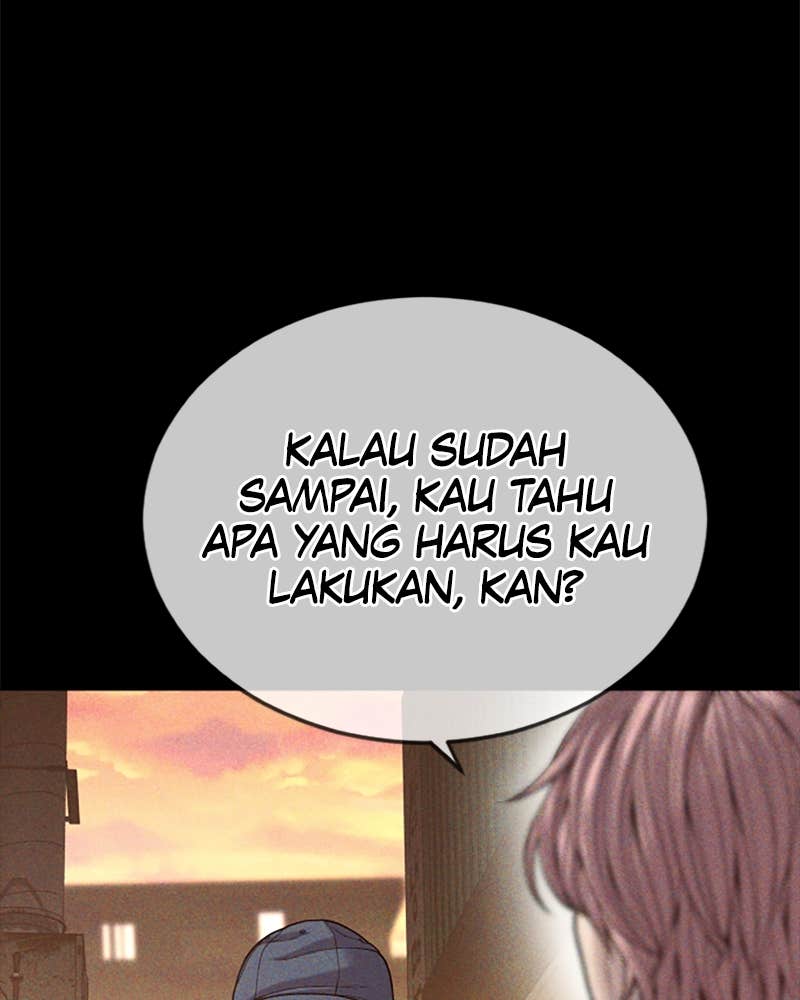 KALAU SUDAH
SAMPAI, KAU TAHU
APA YANG HARUS KAU
LAKUKAN, KAN?